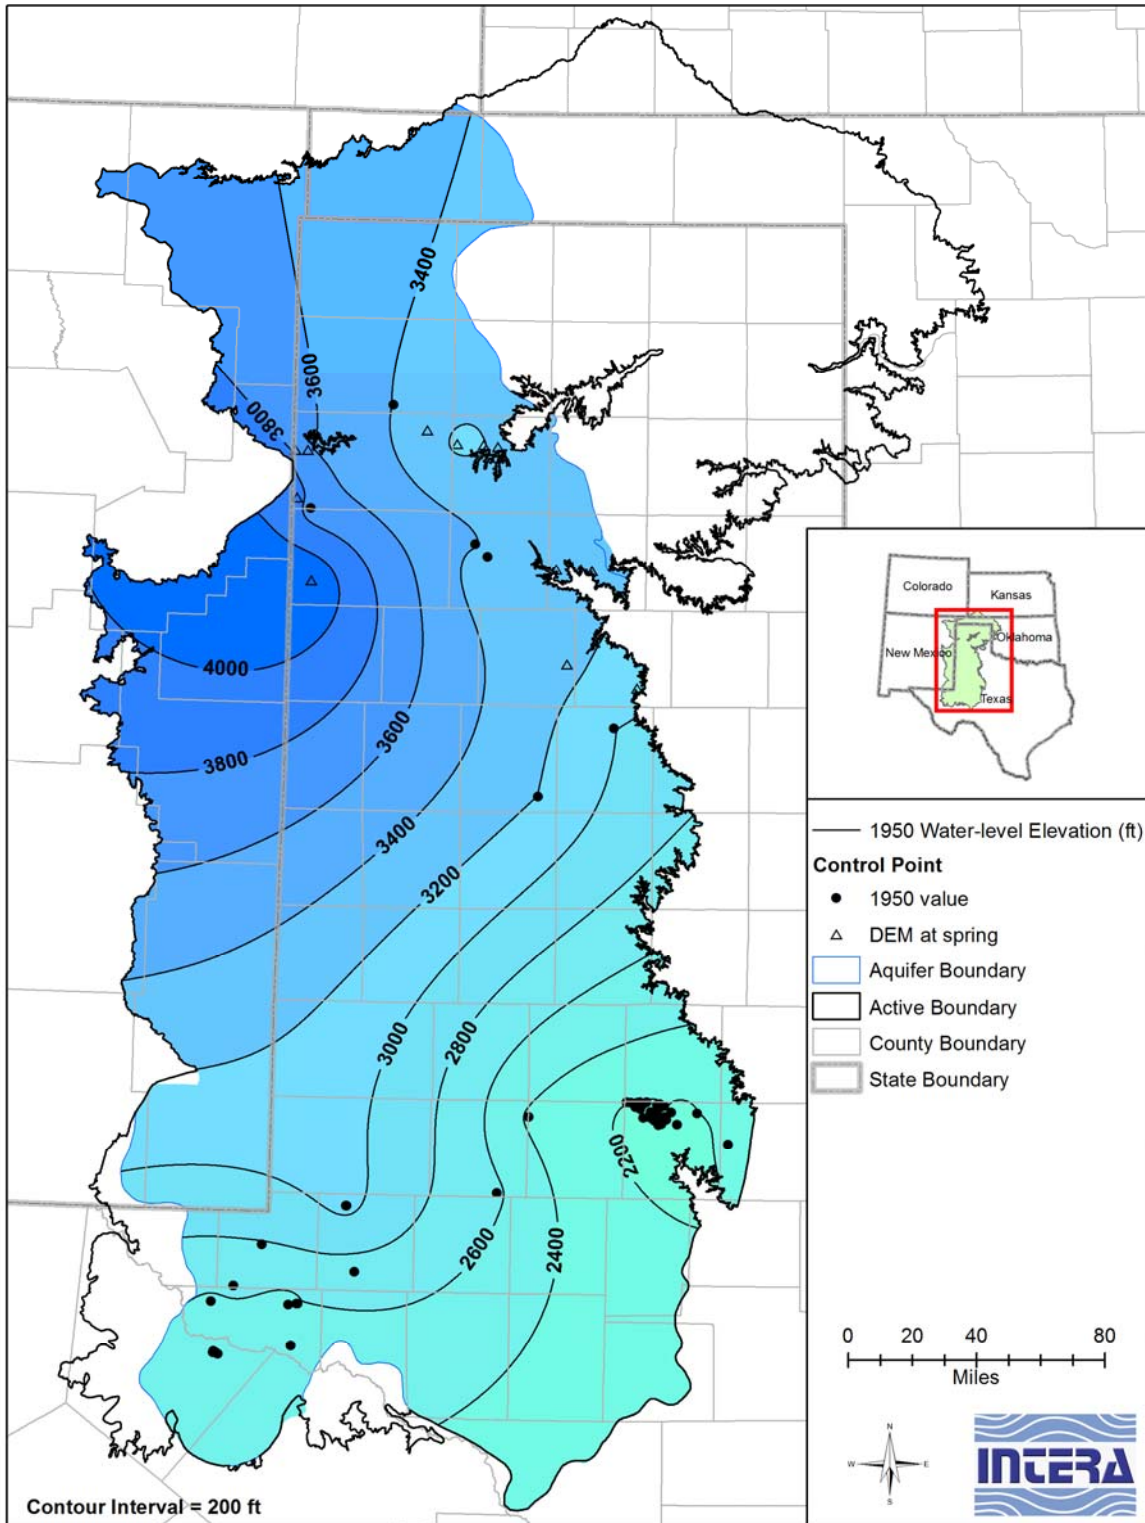 3400
3600
3800
4000
3600
3800
3400
3200
3000
2800
2200
2600
2400
Contour Interval = 200 ft
Colorado
Kansas
New Mexico
Oklahoma
Texas
1950 Water-level Elevation (ft)
Control Point
1950 value
DEM at spring
Aquifer Boundary
Active Boundary
County Boundary
State Boundary
0 20 40 80
Miles
N
W E
S
INTERA